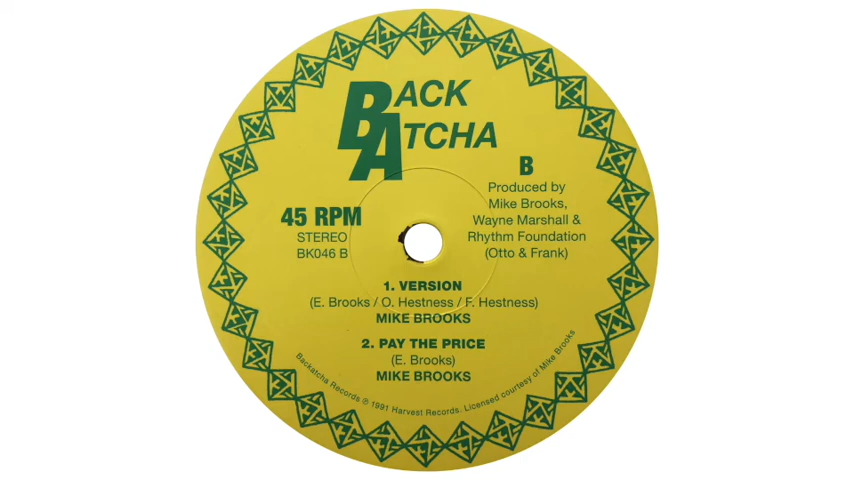 BACK
ATCHA
B
Produced by
Mike Brooks,
Wayne Marshall &
Rhythm Foundation
(Otto & Frank)
45 RPM
STEREO
BK046 B
1. VERSION
(E. Brooks / O. Hestness / F. Hestness)
MIKE BROOKS
2. PAY THE PRICE
(E. Brooks)
MIKE BROOKS
Backatcha Records ℗ 1991 Harvest Records. Licensed courtesy of Mike Brooks